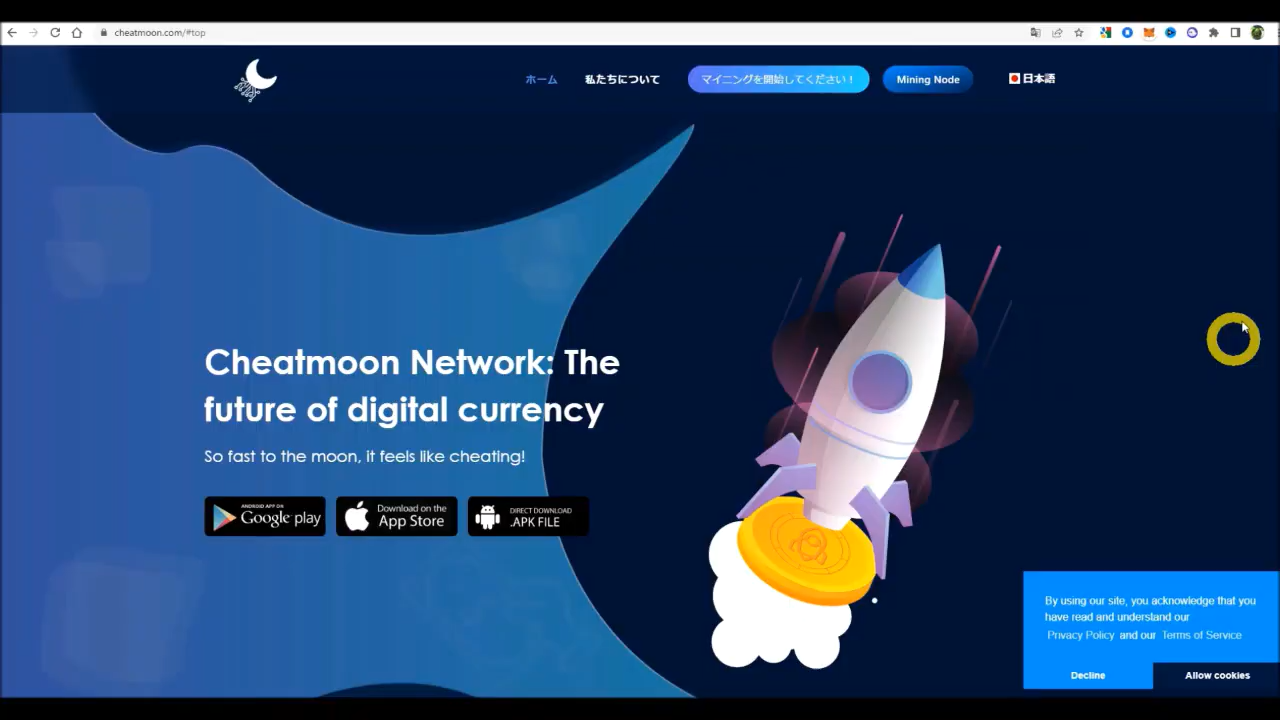 cheatmoon.com/#top
ホーム
私たちについて
マイニングを開始してください！
Mining Node
日本語
Cheatmoon Network: The
future of digital currency
So fast to the moon, it feels like cheating!
ANDROID APP ON
Google play
Download on the
App Store
DIRECT DOWNLOAD
.APK FILE
By using our site, you acknowledge that you
have read and understand our
Privacy Policy and our Terms of Service
Decline
Allow cookies